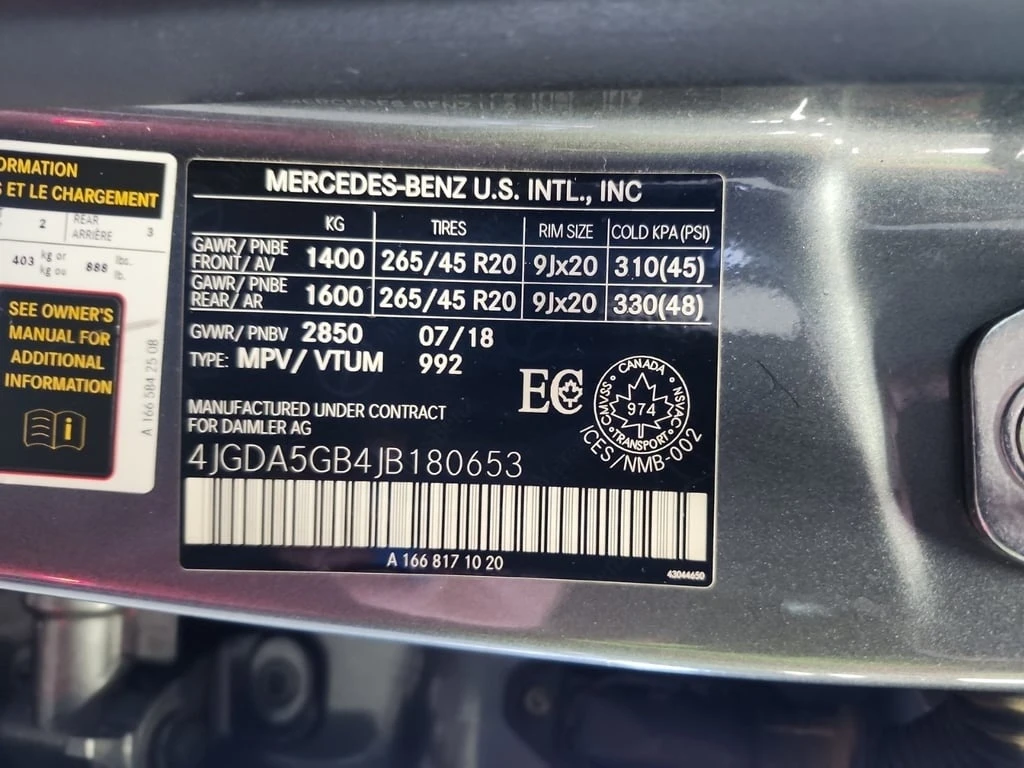 ORMATION
S ET LE CHARGEMENT
2 REAR ARRIÈRE 3
403 kg or kg ou 888 lbs. lb.
SEE OWNER'S
MANUAL FOR
ADDITIONAL
INFORMATION
i
A 166 584 25 08
MERCEDES-BENZ U.S. INTL., INC
KG TIRES RIM SIZE COLD KPA (PSI)
GAWR/ PNBE FRONT/ AV 1400 265/45 R20 9Jx20 310(45)
GAWR/ PNBE REAR/ AR 1600 265/45 R20 9Jx20 330(48)
GVWR/ PNBV 2850 07/18
TYPE: MPV/ VTUM 992
EC
CANADA
CMVSS NSVAC
974
TRANSPORT
ICES/NMB-002
MANUFACTURED UNDER CONTRACT
FOR DAIMLER AG
4JGDA5GB4JB180653
A 166 817 10 20
43044650